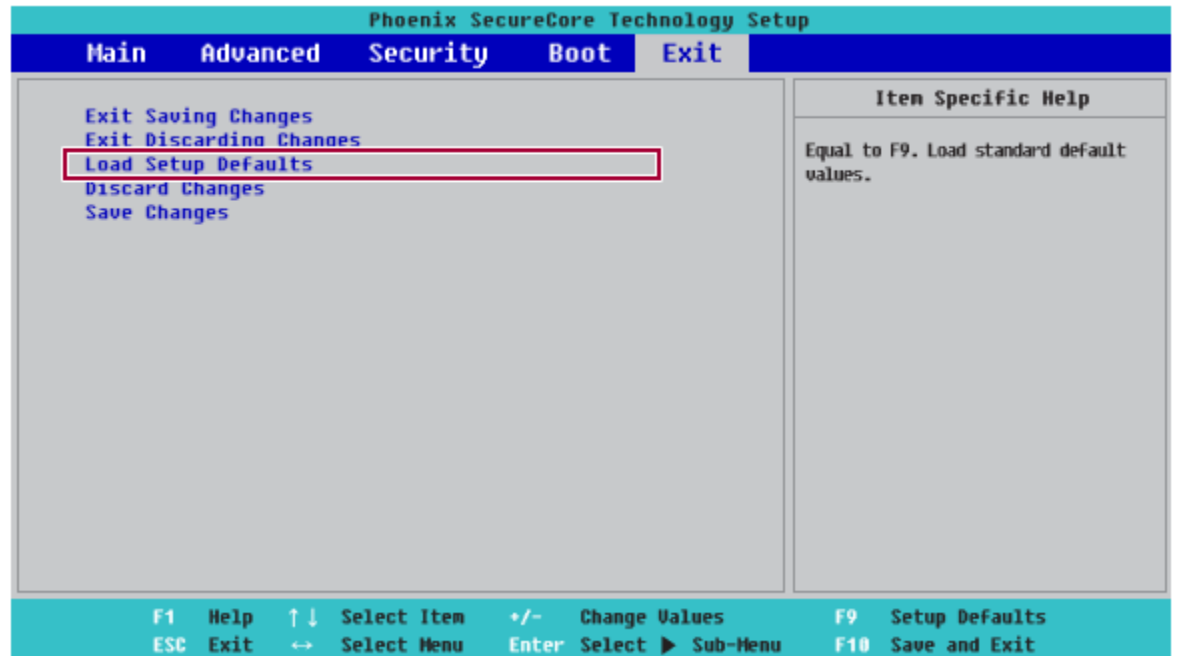 Phoenix SecureCore Technology Setup
Main Advanced Security Boot Exit
Exit Saving Changes
Exit Discarding Changes
Load Setup Defaults
Discard Changes
Save Changes
Item Specific Help
Equal to F9. Load standard default
values.
F1 Help ↑↓ Select Item +/- Change Values F9 Setup Defaults
ESC Exit ↔ Select Menu Enter Select ▶ Sub-Menu F10 Save and Exit